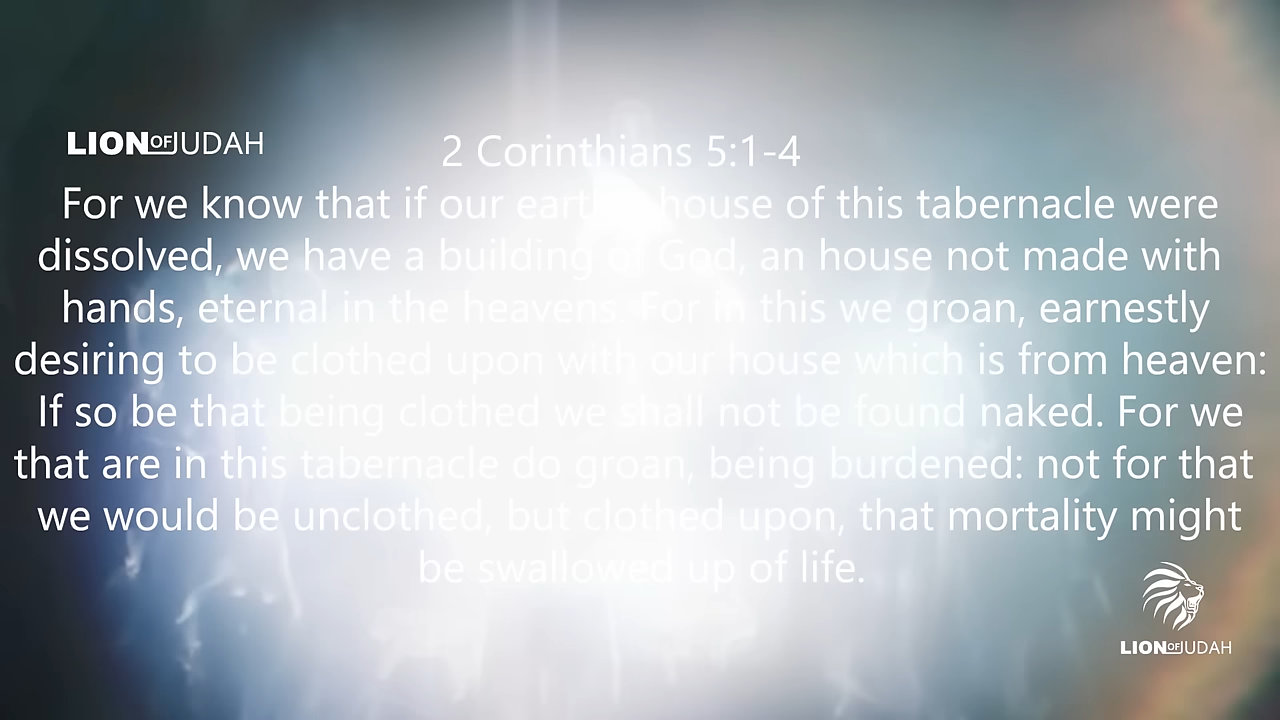 LIONOFJUDAH
2 Corinthians 5:1-4
For we know that if our earthly house of this tabernacle were
dissolved, we have a building of God, an house not made with
hands, eternal in the heavens. For in this we groan, earnestly
desiring to be clothed upon with our house which is from heaven:
If so be that being clothed we shall not be found naked. For we
that are in this tabernacle do groan, being burdened: not for that
we would be unclothed, but clothed upon, that mortality might
be swallowed up of life.
LIONOFJUDAH